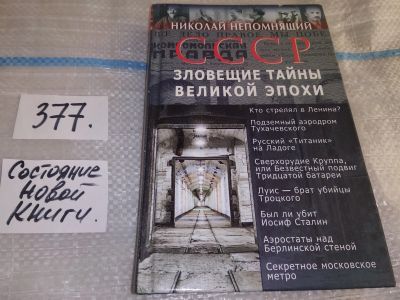 377.
Состояние
Новой
Книги.
НИКОЛАЙ НЕПОМНЯЩИЙ
СССР
ЗЛОВЕЩИЕ ТАЙНЫ
ВЕЛИКОЙ ЭПОХИ
Кто стрелял в Ленина?
Подземный аэродром
Тухачевского
Русский "Титаник"
на Ладоге
Сверхорудие Круппа,
или Безвестный подвиг
Тридцатой батареи
Луис — брат убийцы
Троцкого
Был ли убит
Иосиф Сталин
Аэростаты над
Берлинской стеной
Секретное московское
метро